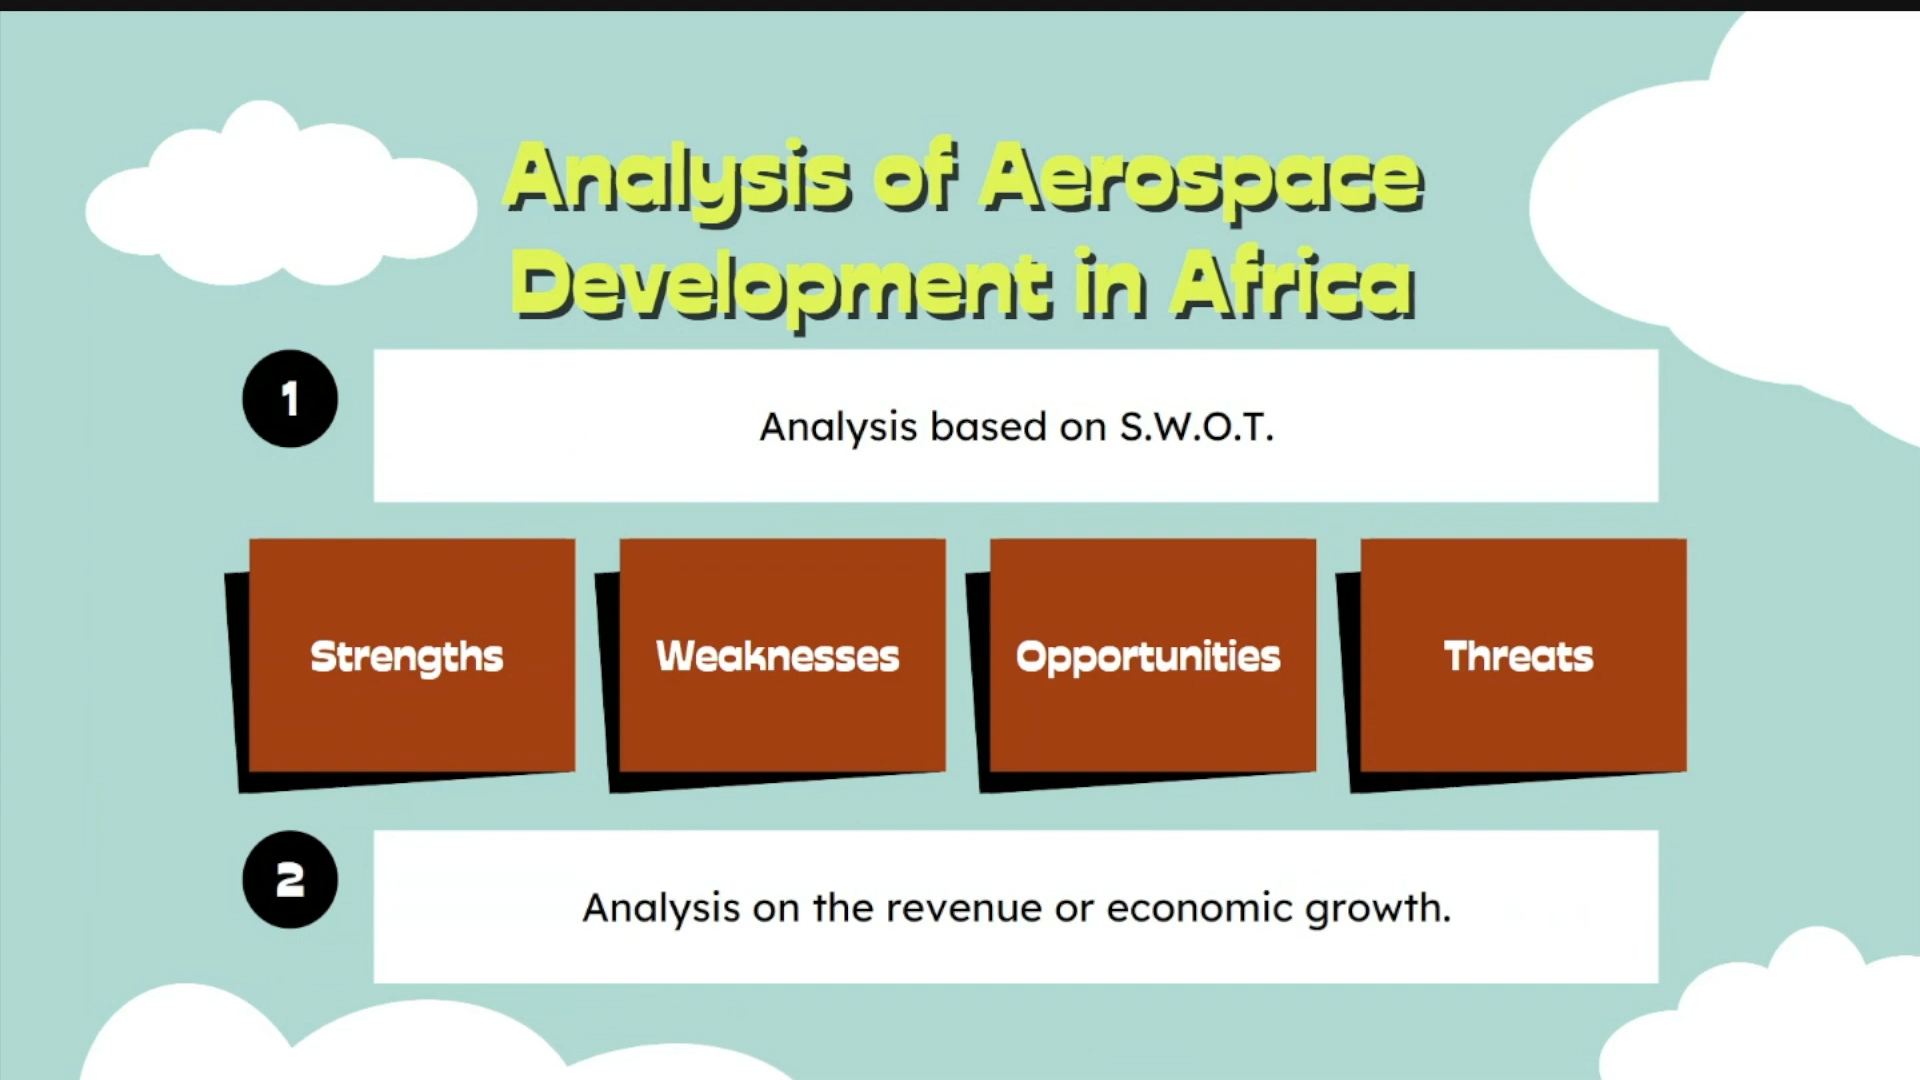 Analysis of Aerospace
Development in Africa
1
Analysis based on S.W.O.T.
Strengths
Weaknesses
Opportunities
Threats
2
Analysis on the revenue or economic growth.